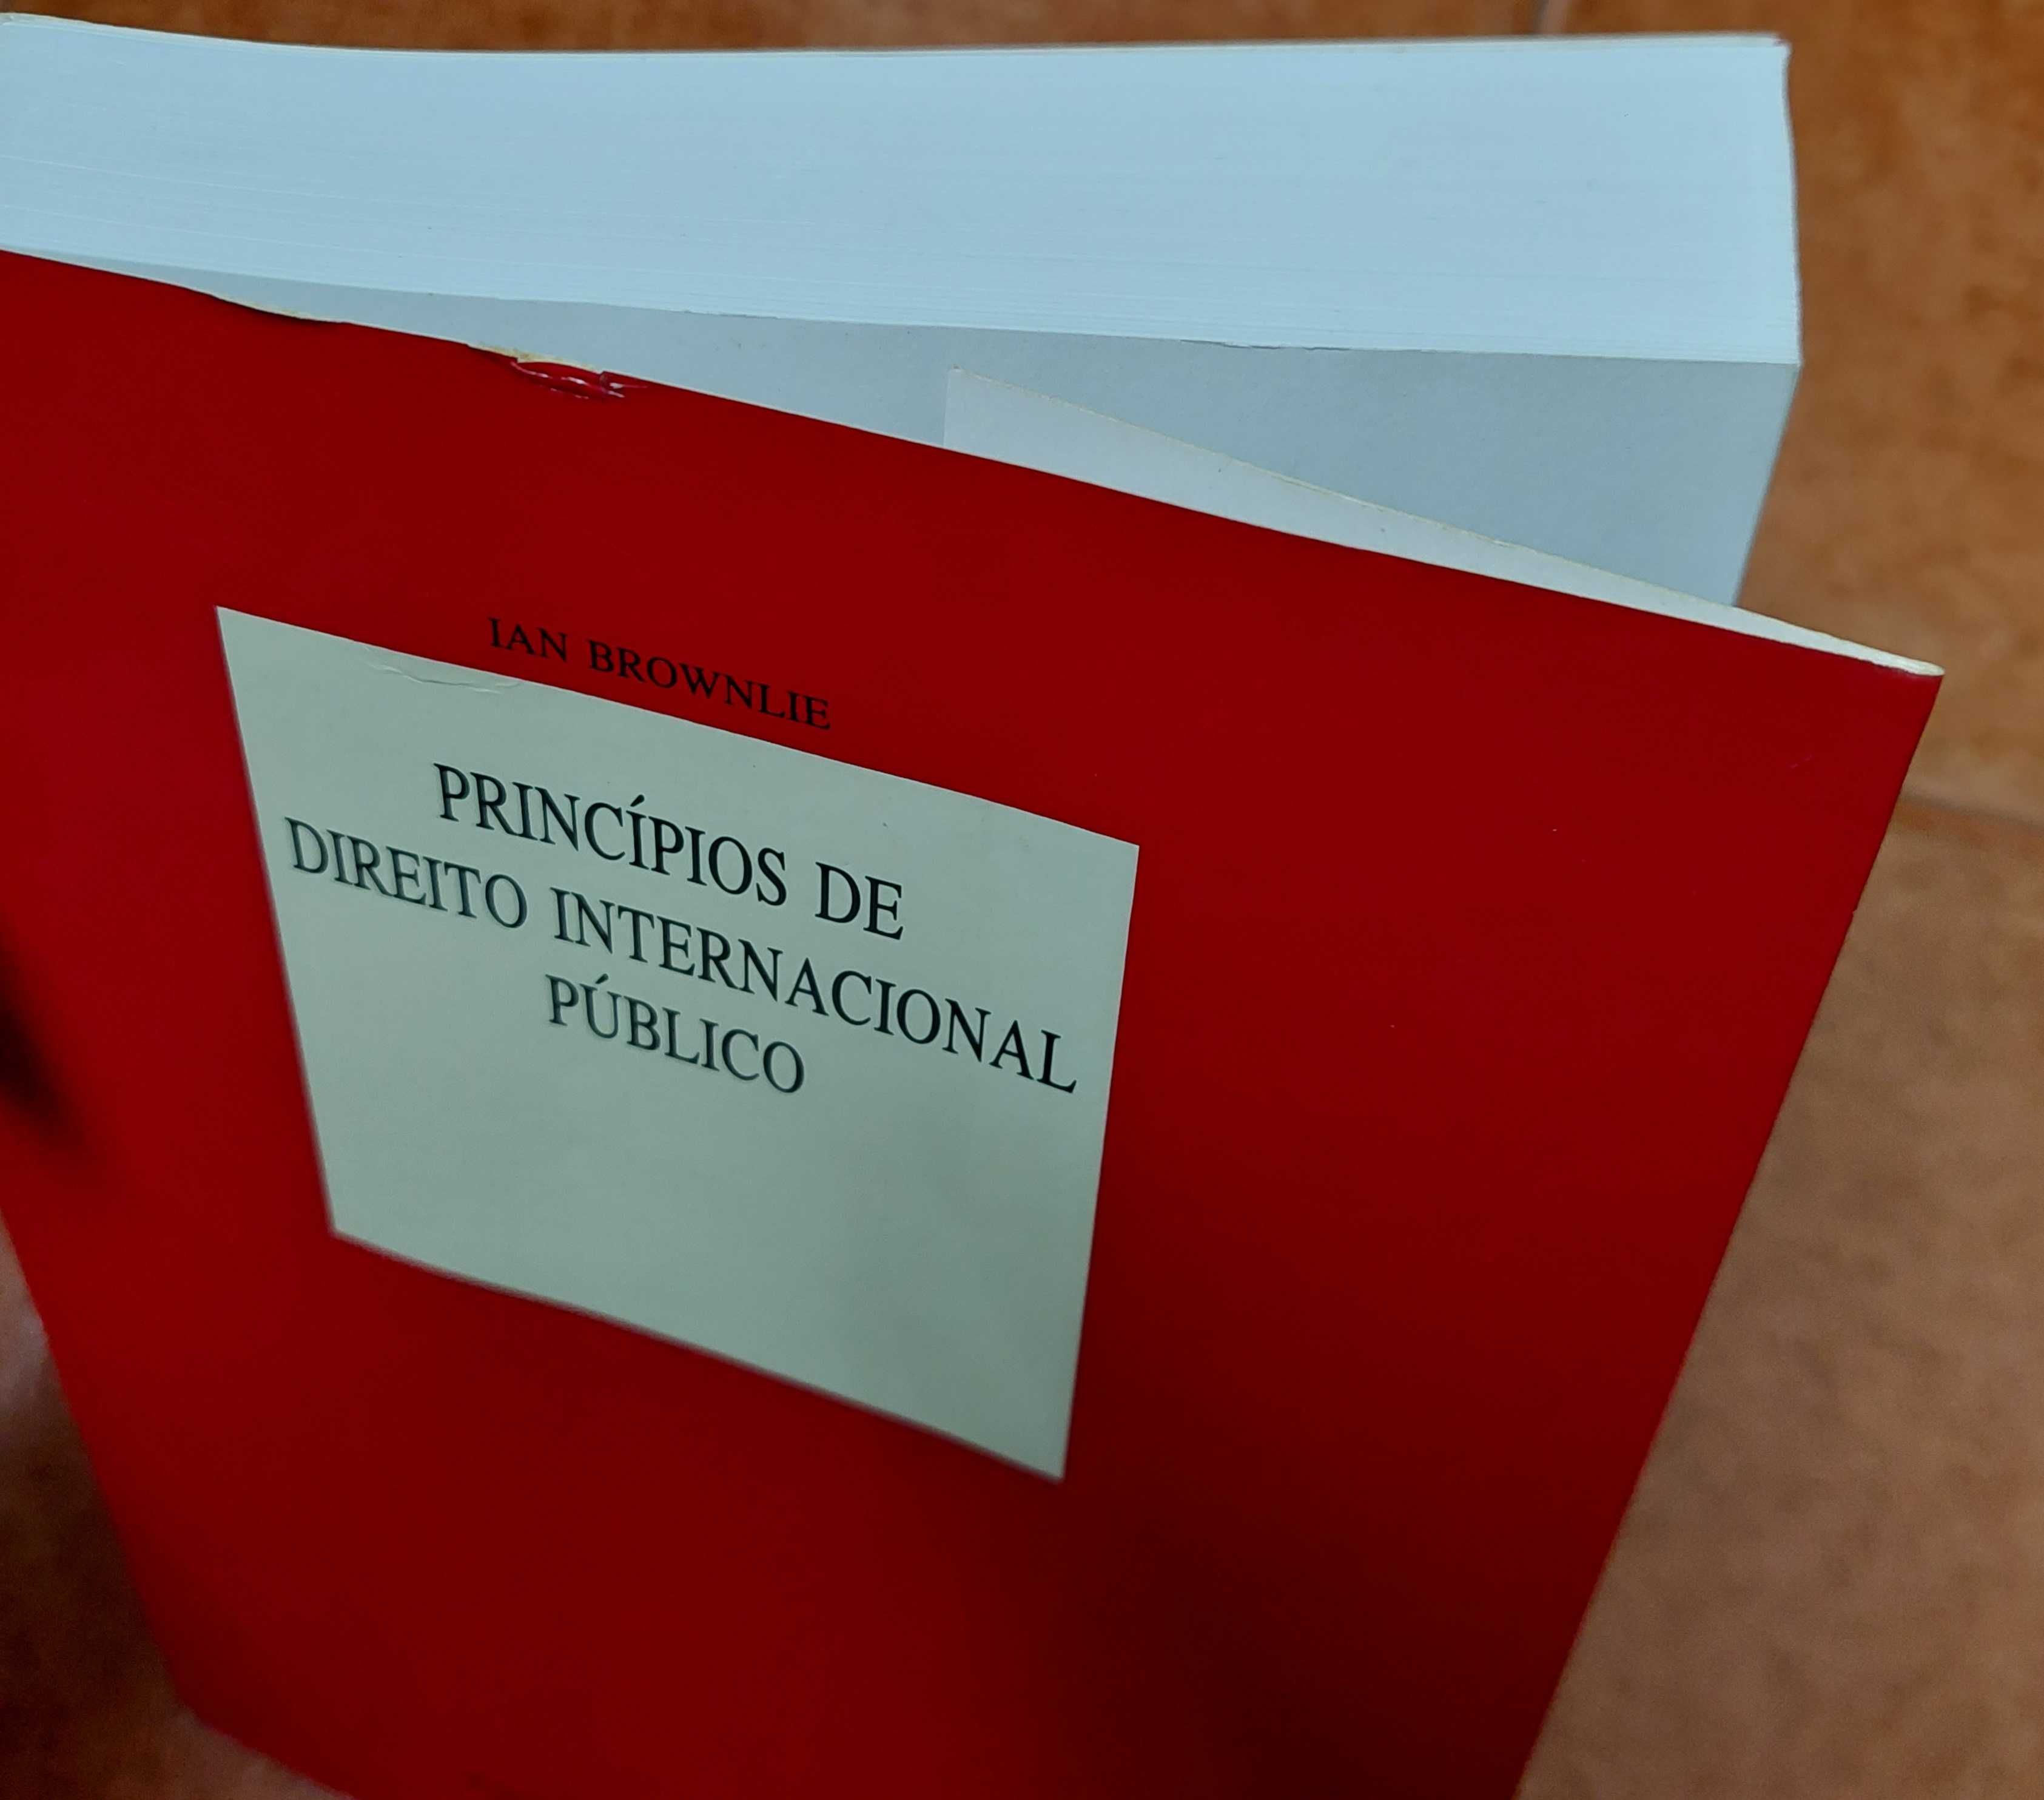 IAN BROWNLIE
PRINCÍPIOS DE
DIREITO INTERNACIONAL
PÚBLICO